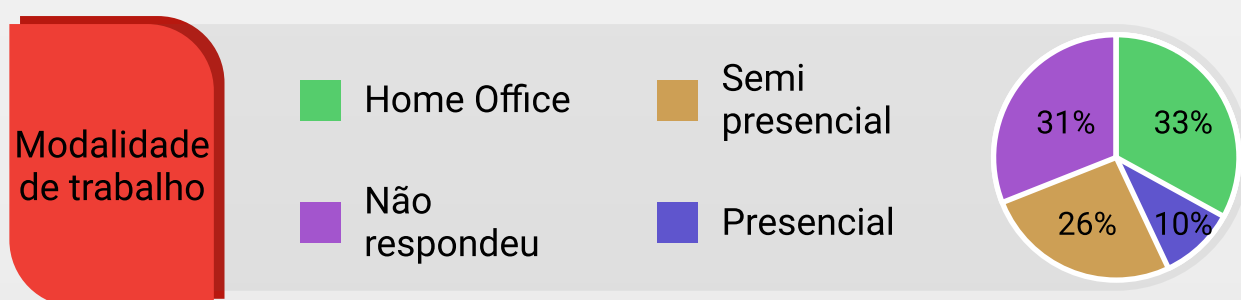 Modalidade
de trabalho
Home Office
Semi
presencial
Não
respondeu
Presencial
31%
33%
26%
10%